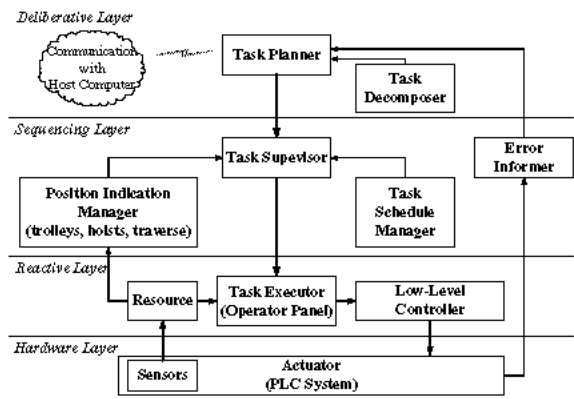 Deliberative Layer
Communication
with
Host Computer
Task Planner
Task
Decomposer
Sequencing Layer
Task Supevisor
Error
Informer
Position Indication
Manager
(trolleys, hoists, traverse)
Task
Schedule
Manager
Reactive Layer
Resource
Task Executor
(Operator Panel)
Low-Level
Controller
Hardware Layer
Sensors
Actuator
(PLC System)